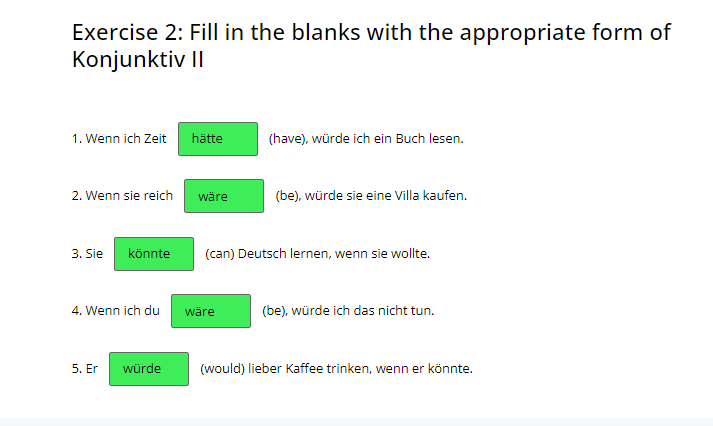 Exercise 2: Fill in the blanks with the appropriate form of
Konjunktiv II
1. Wenn ich Zeit hätte (have), würde ich ein Buch lesen.
2. Wenn sie reich wäre (be), würde sie eine Villa kaufen.
3. Sie könnte (can) Deutsch lernen, wenn sie wollte.
4. Wenn ich du wäre (be), würde ich das nicht tun.
5. Er würde (would) lieber Kaffee trinken, wenn er könnte.